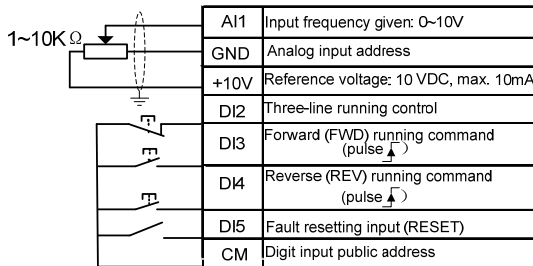 1~10KΩ
AI1 Input frequency given: 0~10V
GND Analog input address
+10V Reference voltage: 10 VDC, max. 10mA
DI2 Three-line running control
DI3 Forward (FWD) running command
(pulse )
DI4 Reverse (REV) running command
(pulse )
DI5 Fault resetting input (RESET)
CM Digit input public address